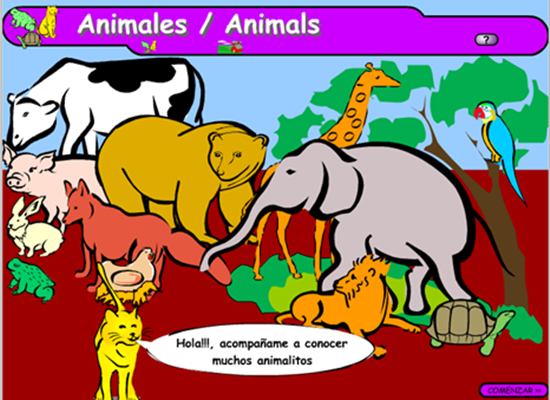 Animales / Animals
?
Hola!!!, acompañame a conocer
muchos animalitos
COMENZAR >>